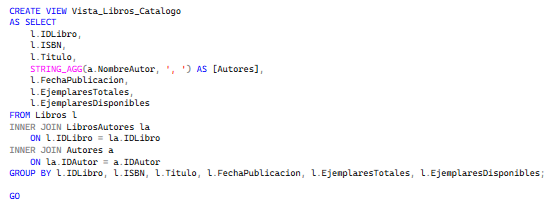 CREATE VIEW Vista_Libros_Catalogo
AS SELECT
    l.IDLibro,
    l.ISBN,
    l.Titulo,
    STRING_AGG(a.NombreAutor, ', ') AS [Autores],
    l.FechaPublicacion,
    l.EjemplaresTotales,
    l.EjemplaresDisponibles
FROM Libros l
INNER JOIN LibrosAutores la
    ON l.IDLibro = la.IDLibro
INNER JOIN Autores a
    ON la.IDAutor = a.IDAutor
GROUP BY l.IDLibro, l.ISBN, l.Titulo, l.FechaPublicacion, l.EjemplaresTotales, l.EjemplaresDisponibles;
GO